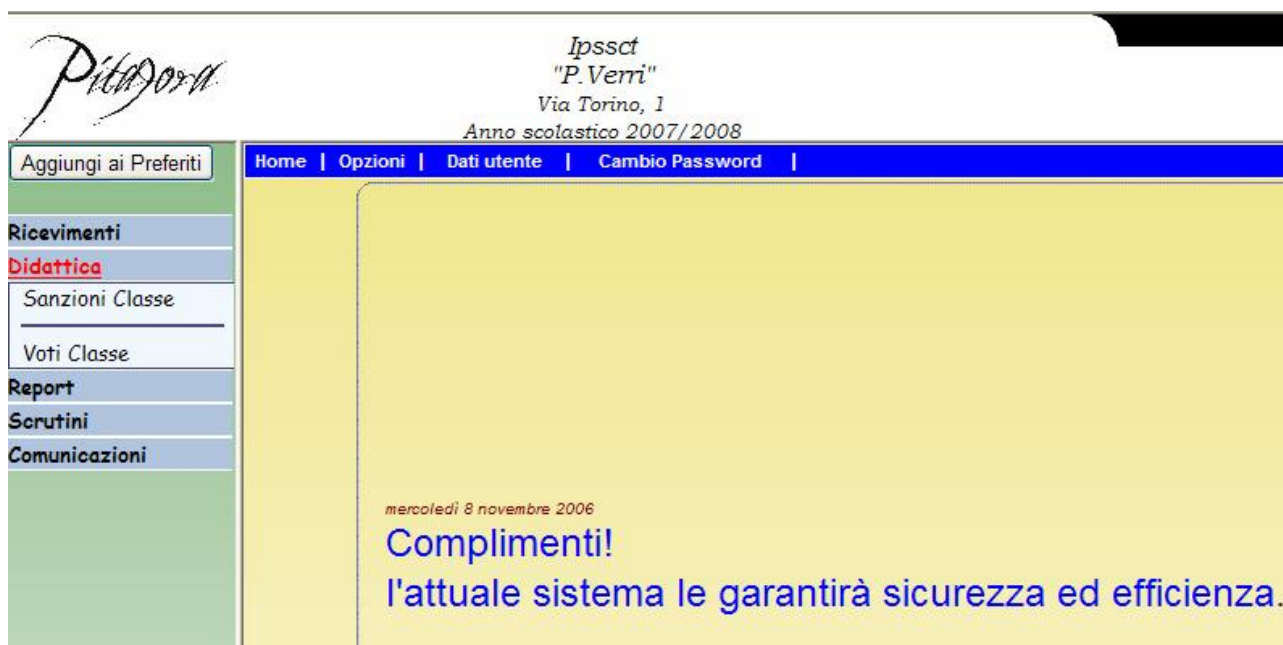 Pitagora
Ipssct
"P.Verri"
Via Torino, 1
Anno scolastico 2007/2008
Aggiungi ai Preferiti
Home | Opzioni | Dati utente | Cambio Password |
Ricevimenti
Didattica
Sanzioni Classe
Voti Classe
Report
Scrutini
Comunicazioni
mercoledì 8 novembre 2006
Complimenti!
l'attuale sistema le garantirà sicurezza ed efficienza.